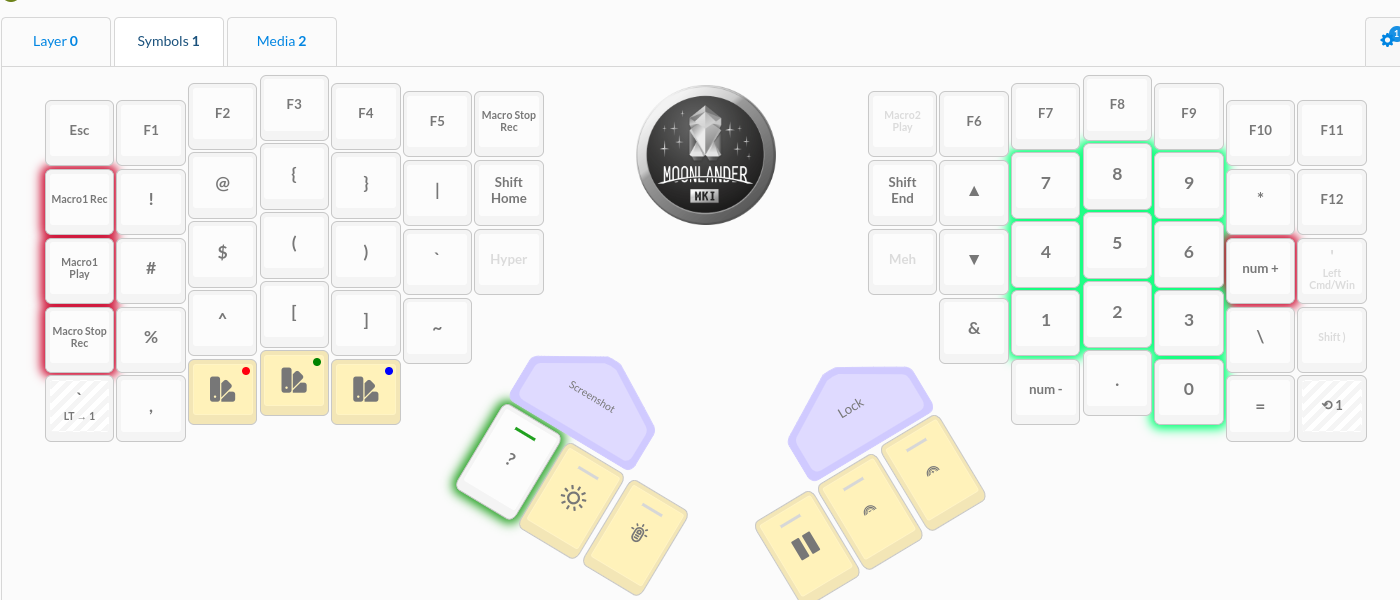 Layer 0
Symbols 1
Media 2
1
Esc
F1
F2
F3
F4
F5
Macro Stop
Rec
Macro2
Play
F6
F7
F8
F9
F10
F11
Macro1 Rec
!
@
{
}
|
Shift
Home
MOONLANDER
MK1
Shift
End
▲
7
8
9
*
F12
Macro1
Play
#
$
(
)
`
Hyper
Meh
▼
4
5
6
num +
'
Left
Cmd/Win
Macro Stop
Rec
%
^
[
]
~
&
1
2
3
\
Shift )
`
LT → 1
,
num -
.
0
=
⟲ 1
Screenshot
Lock
?